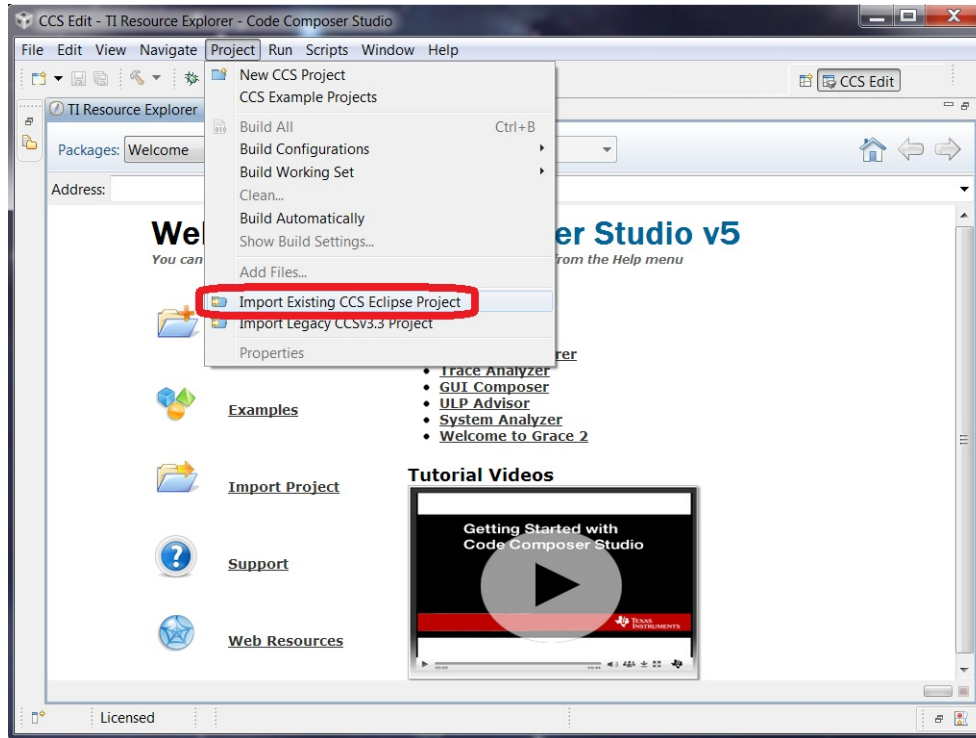 CCS Edit - TI Resource Explorer - Code Composer Studio
File Edit View Navigate Project Run Scripts Window Help
New CCS Project
CCS Edit
CCS Example Projects
TI Resource Explorer
Build All Ctrl+B
Packages: Welcome
Build Configurations
Build Working Set
Address:
Clean...
Build Automatically
Wel er Studio v5
Show Build Settings...
You can from the Help menu
Add Files...
Import Existing CCS Eclipse Project
Import Legacy CCSv3.3 Project
Properties
rer
Trace Analyzer
GUI Composer
ULP Advisor
System Analyzer
Welcome to Grace 2
Examples
Import Project
Support
Web Resources
Tutorial Videos
Getting Started with
Code Composer Studio
TEXAS
INSTRUMENTS
Licensed